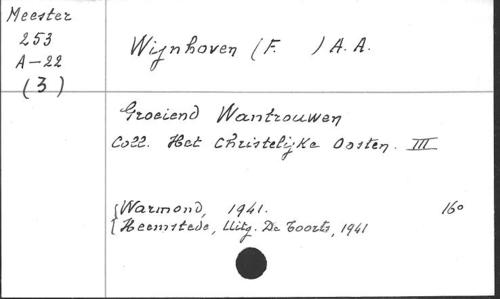 Meester
253
A-22
(3)
Wijnhoven (F. ) A. A.
Groeiend Wantrouwen
Coll. Het Christelijke Oosten. III
Warmond, 1941. 16°
Heemstede, Uitg. De Toorts, 1941